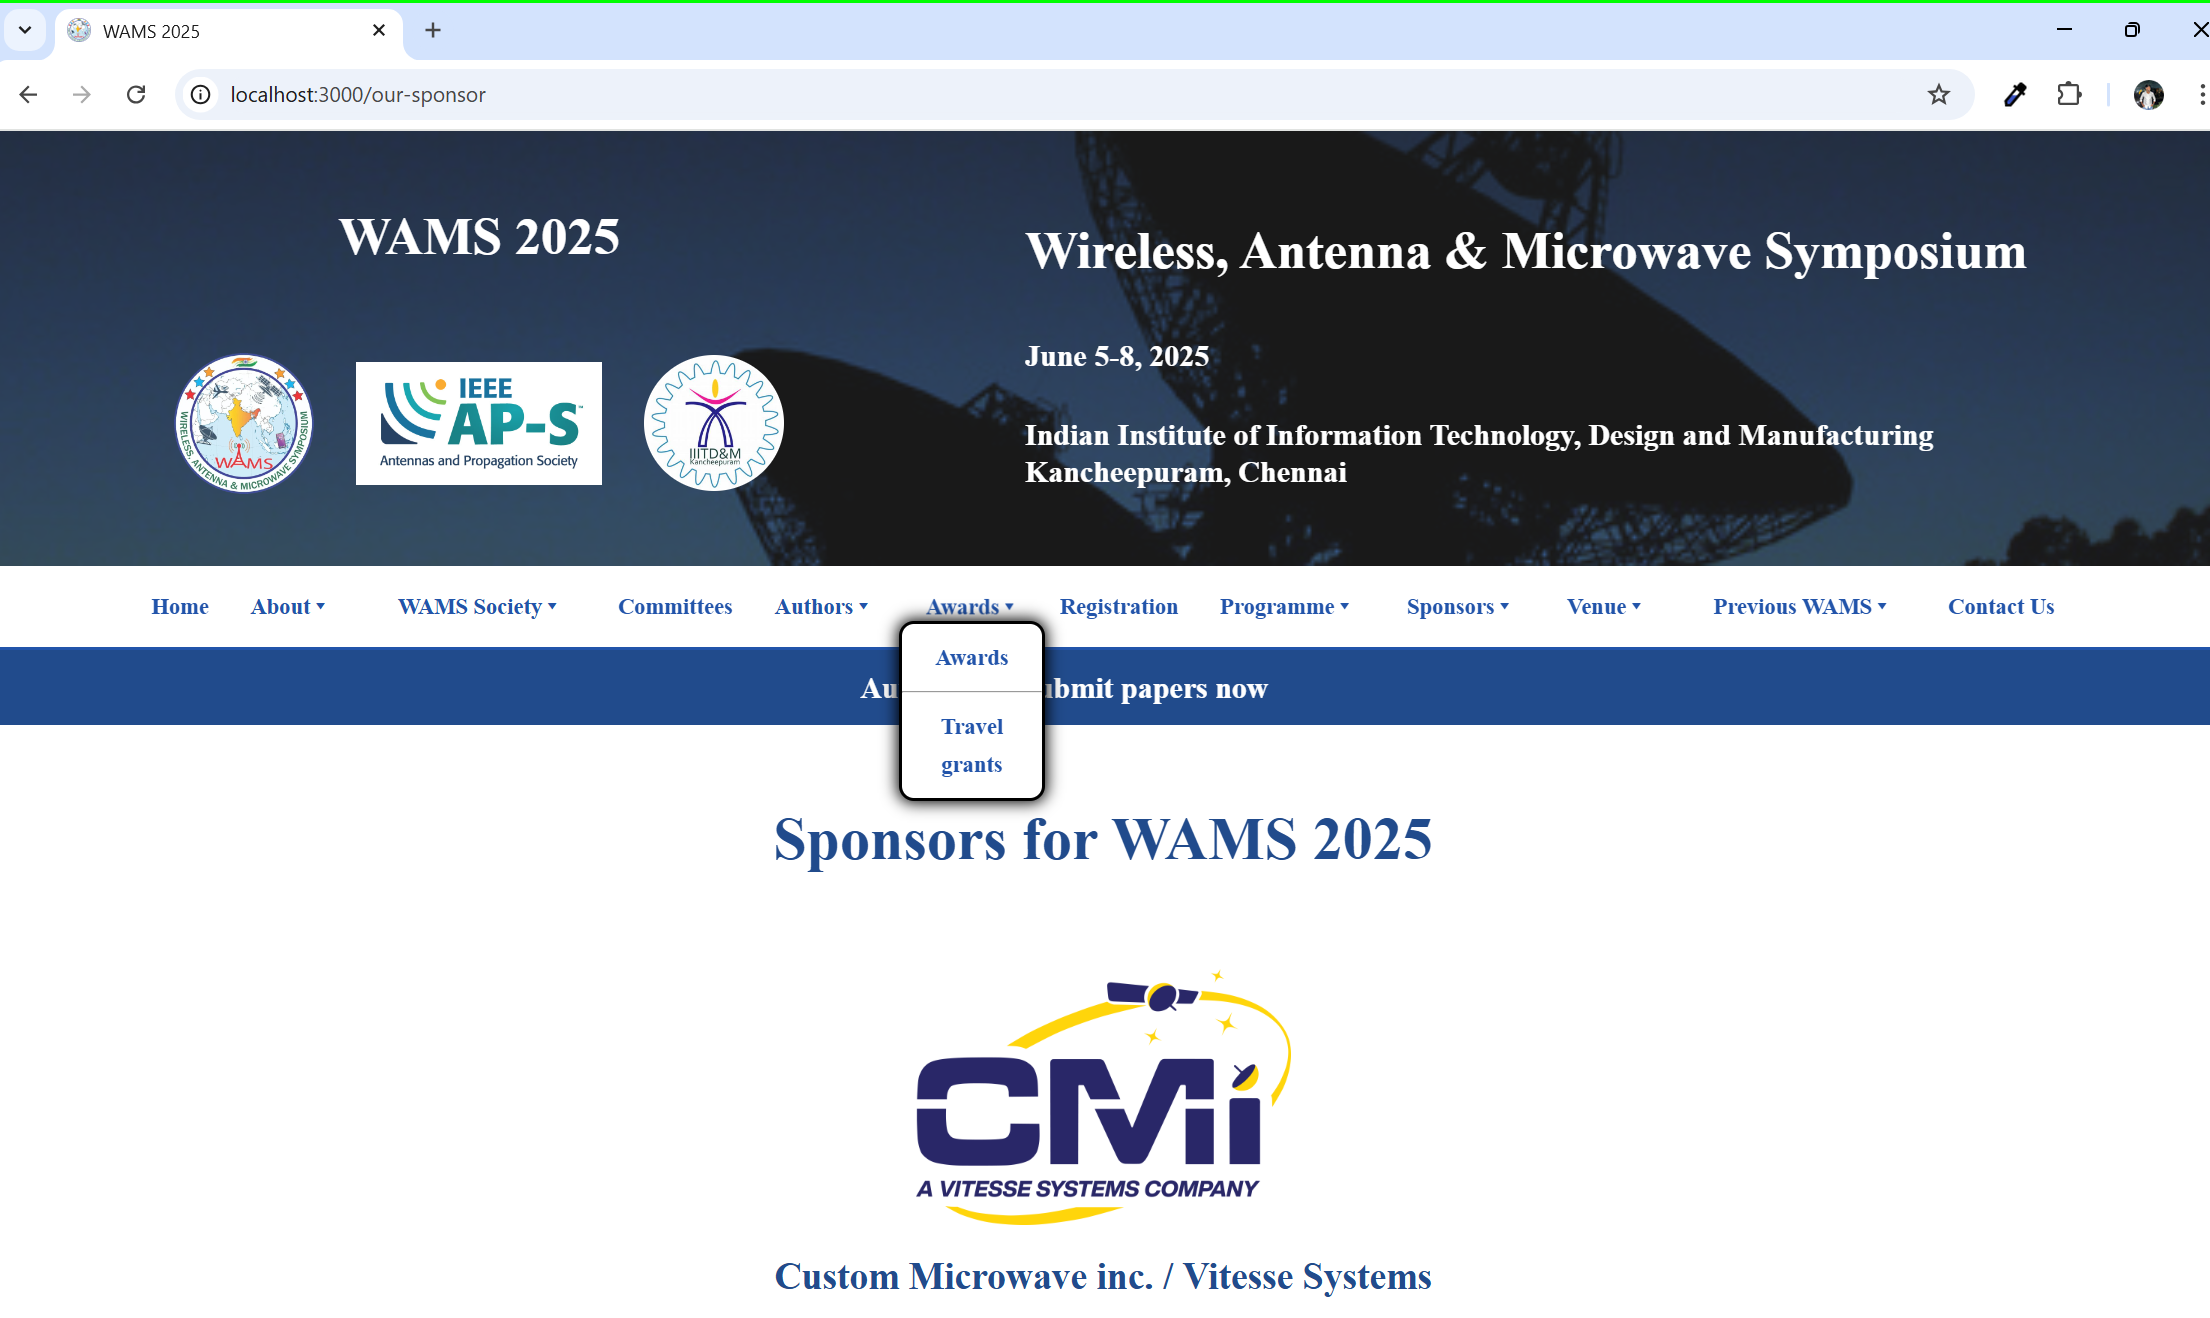 WAMS 2025
localhost:3000/our-sponsor
WAMS 2025
Wireless, Antenna & Microwave Symposium
June 5-8, 2025
Indian Institute of Information Technology, Design and Manufacturing
Kancheepuram, Chennai
WIRELESS, ANTENNA & MICROWAVE SYMPOSIUM
WAMS
IEEE
AP-S
Antennas and Propagation Society
IIITD&M
Kancheepuram
Home About WAMS Society Committees Authors Awards Registration Programme Sponsors Venue Previous WAMS Contact Us
Awards
Travel
grants
papers now
Sponsors for WAMS 2025
CMi
A VITESSE SYSTEMS COMPANY
Custom Microwave inc. / Vitesse Systems